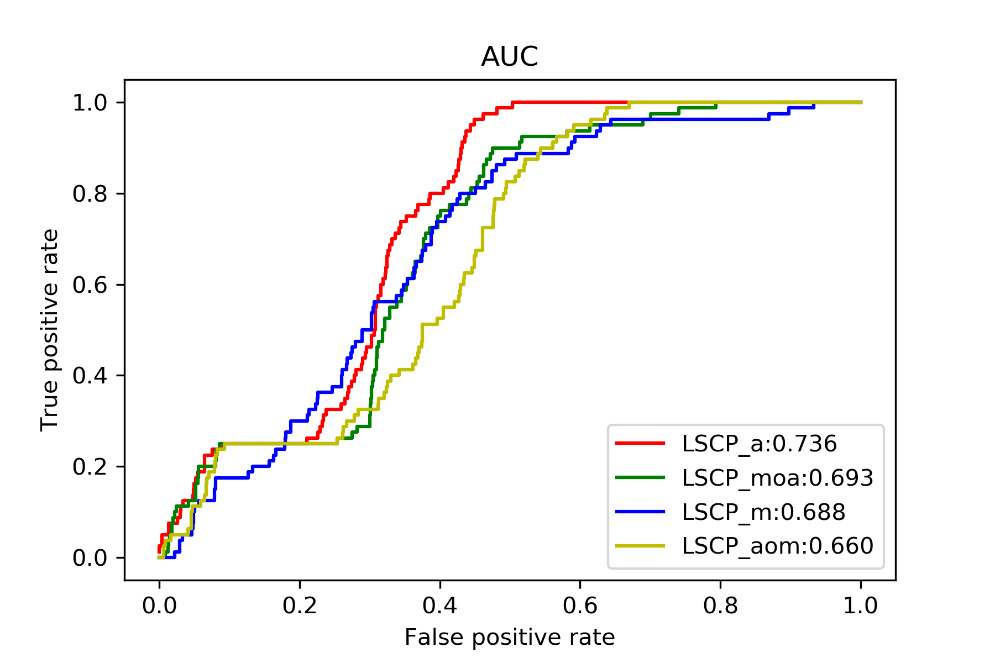 AUC
True positive rate
1.0
0.8
0.6
0.4
0.2
0.0
LSCP_a:0.736
LSCP_moa:0.693
LSCP_m:0.688
LSCP_aom:0.660
0.0 0.2 0.4 0.6 0.8 1.0
False positive rate